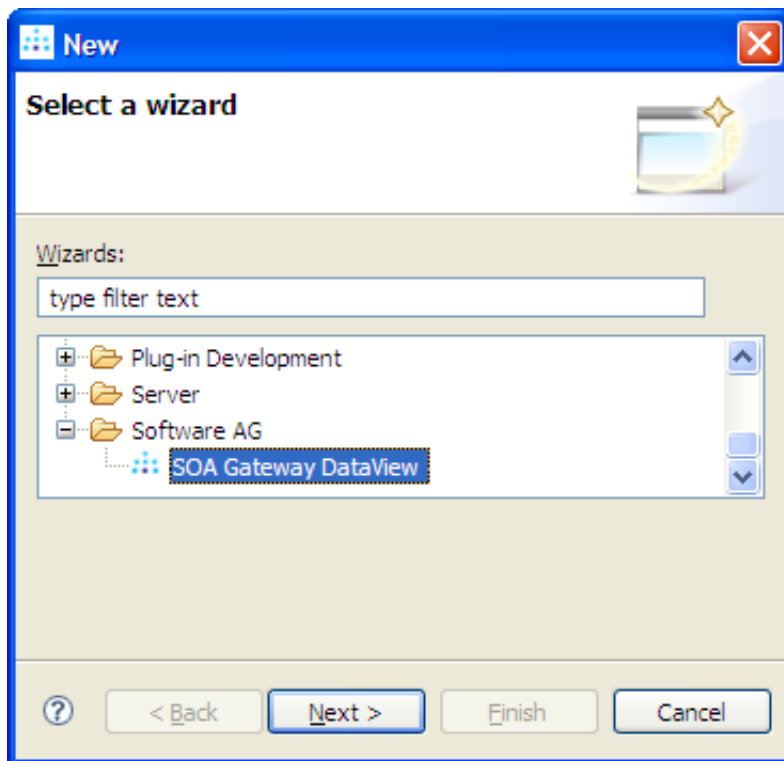 New
Select a wizard
Wizards:
type filter text
Plug-in Development
Server
Software AG
SOA Gateway DataView
? < Back Next > Finish Cancel